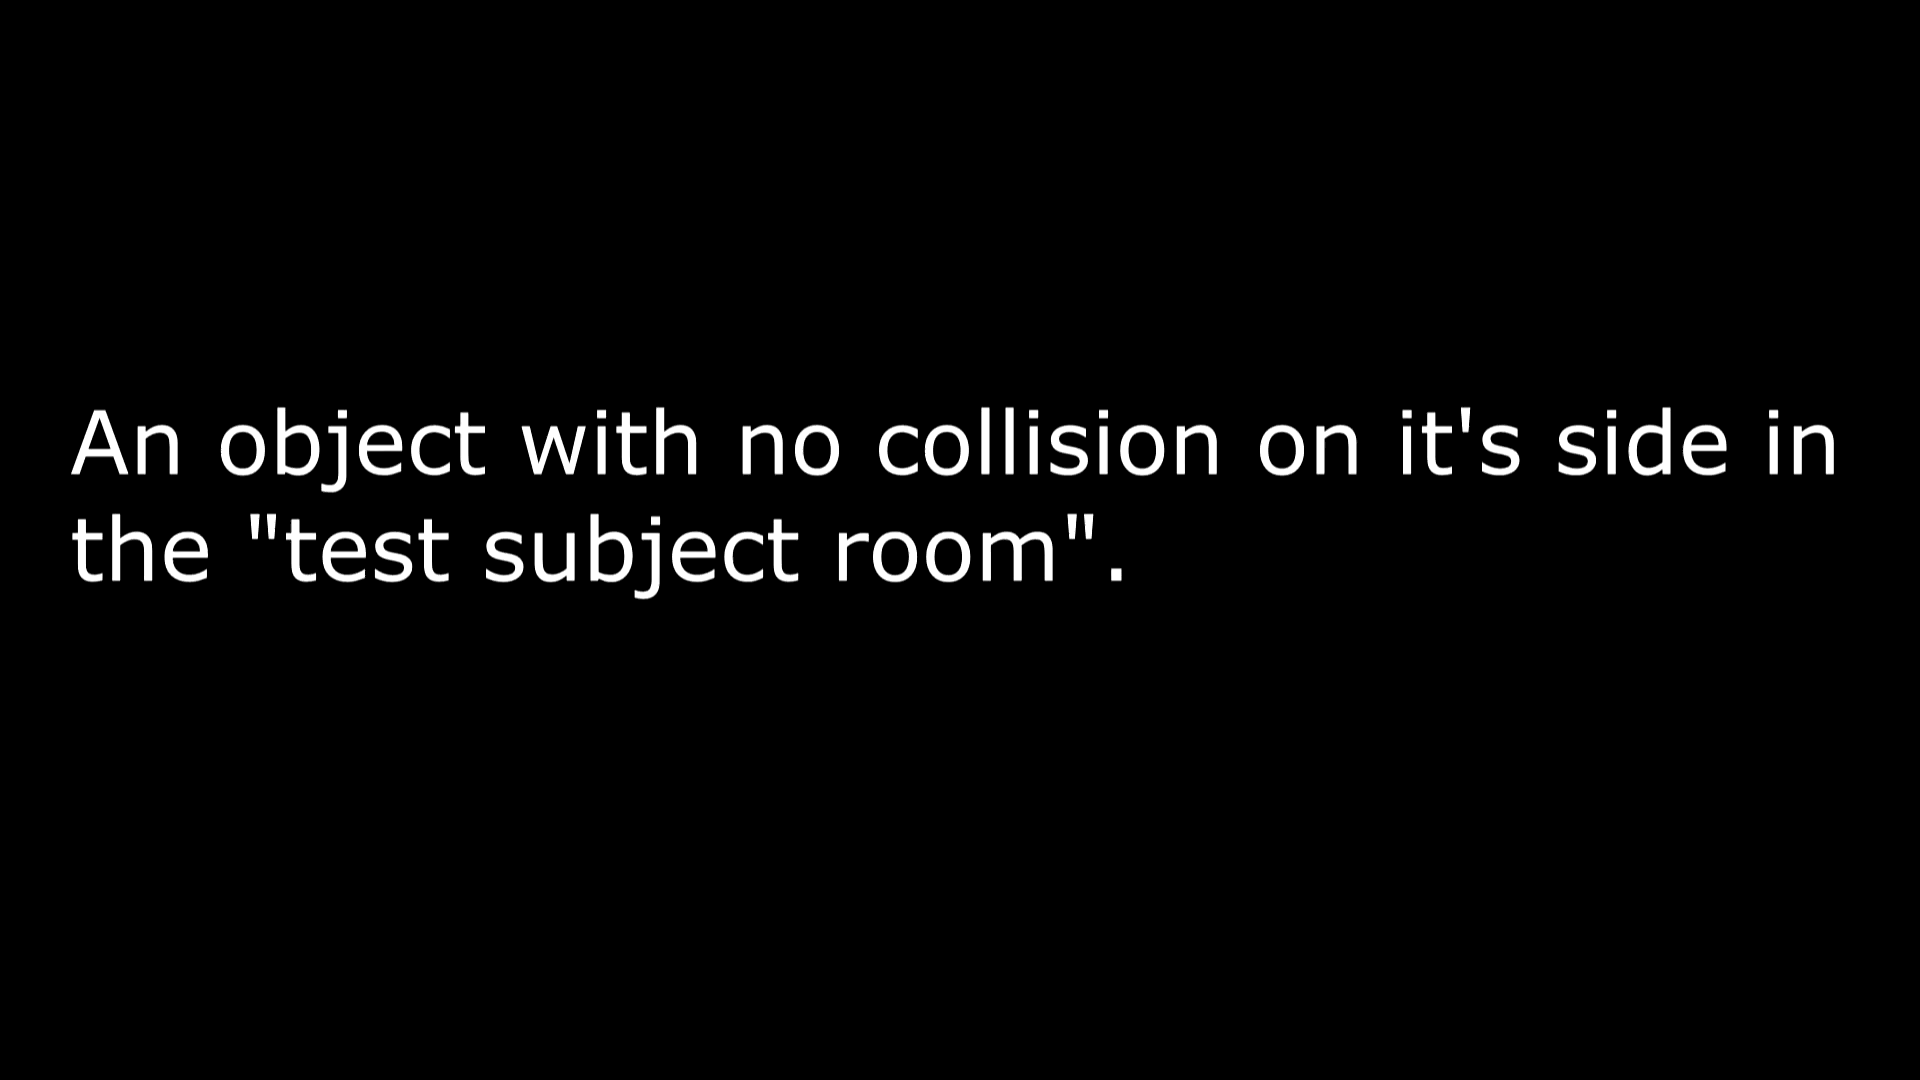 An object with no collision on it's side in
the "test subject room".